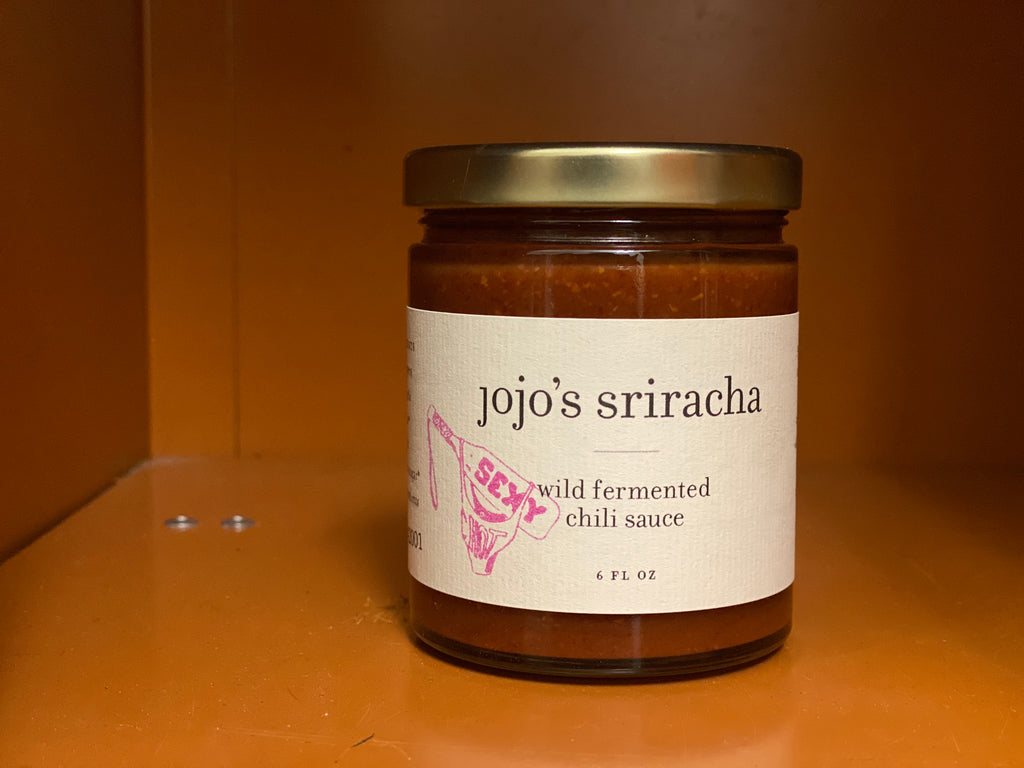 jojo's sriracha
wild fermented
chili sauce
6 FL OZ
SEXY